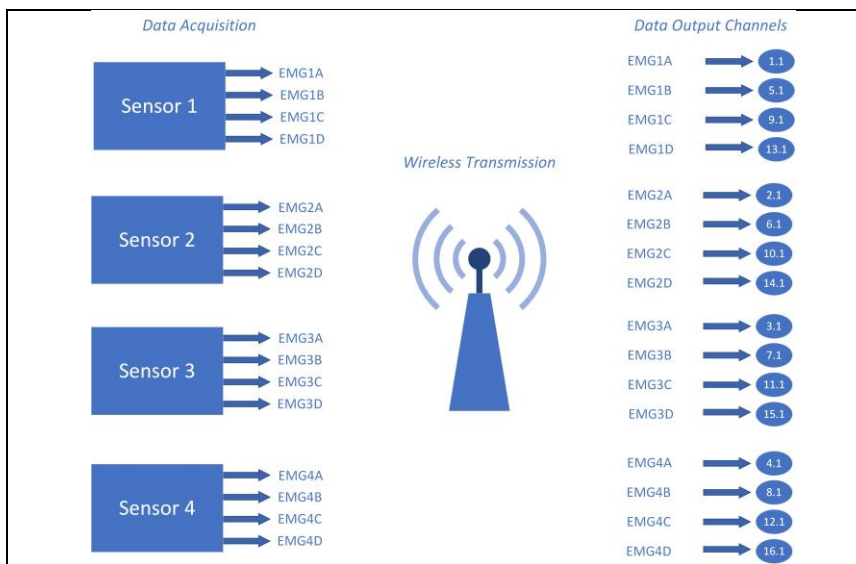 Data Acquisition
Sensor 1
EMG1A
EMG1B
EMG1C
EMG1D
Sensor 2
EMG2A
EMG2B
EMG2C
EMG2D
Sensor 3
EMG3A
EMG3B
EMG3C
EMG3D
Sensor 4
EMG4A
EMG4B
EMG4C
EMG4D
Wireless Transmission
Data Output Channels
EMG1A 1.1
EMG1B 5.1
EMG1C 9.1
EMG1D 13.1
EMG2A 2.1
EMG2B 6.1
EMG2C 10.1
EMG2D 14.1
EMG3A 3.1
EMG3B 7.1
EMG3C 11.1
EMG3D 15.1
EMG4A 4.1
EMG4B 8.1
EMG4C 12.1
EMG4D 16.1